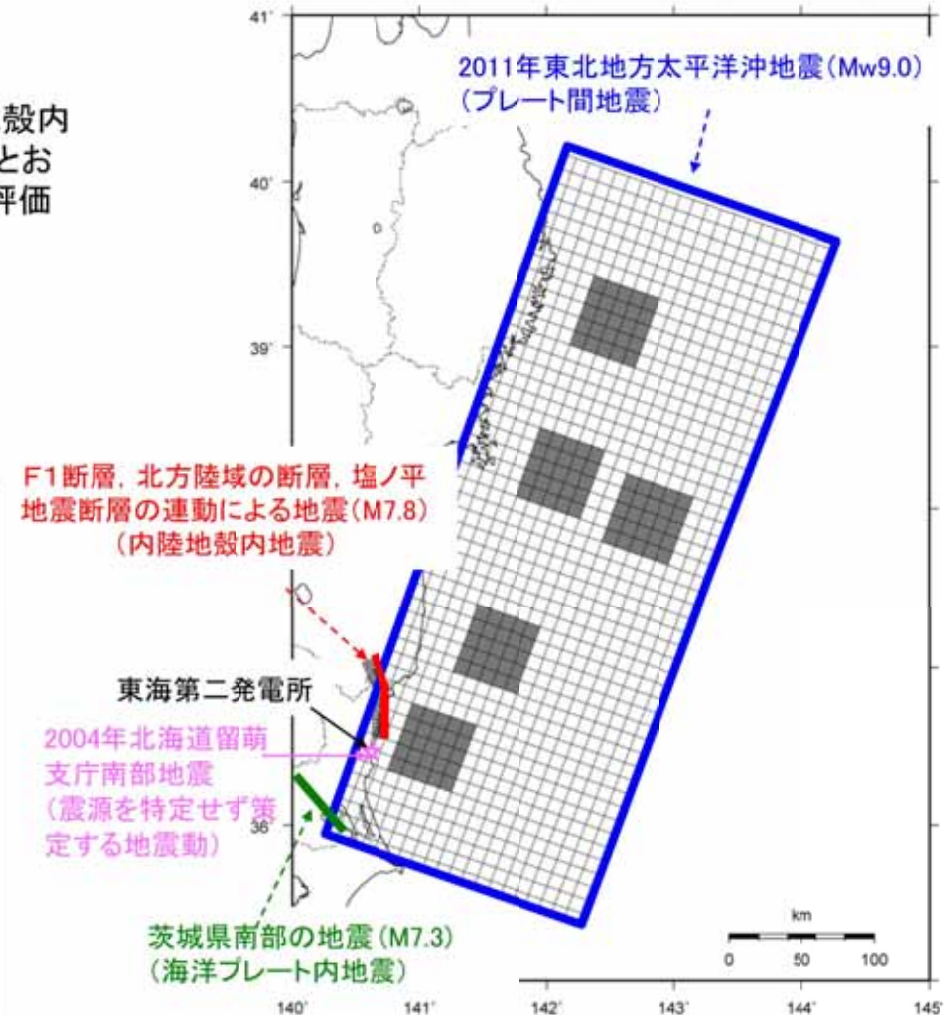 殻内
とお
評価
41°
2011年東北地方太平洋沖地震(Mw9.0)
(プレート間地震)
40°
39°
F1断層, 北方陸域の断層, 塩ノ平
地震断層の連動による地震(M7.8)
(内陸地殻内地震)
東海第二発電所
2004年北海道留萌
支庁南部地震
(震源を特定せず策
定する地震動)
36°
茨城県南部の地震(M7.3)
(海洋プレート内地震)
km
0 50 100
140° 141° 142° 143° 144° 145°